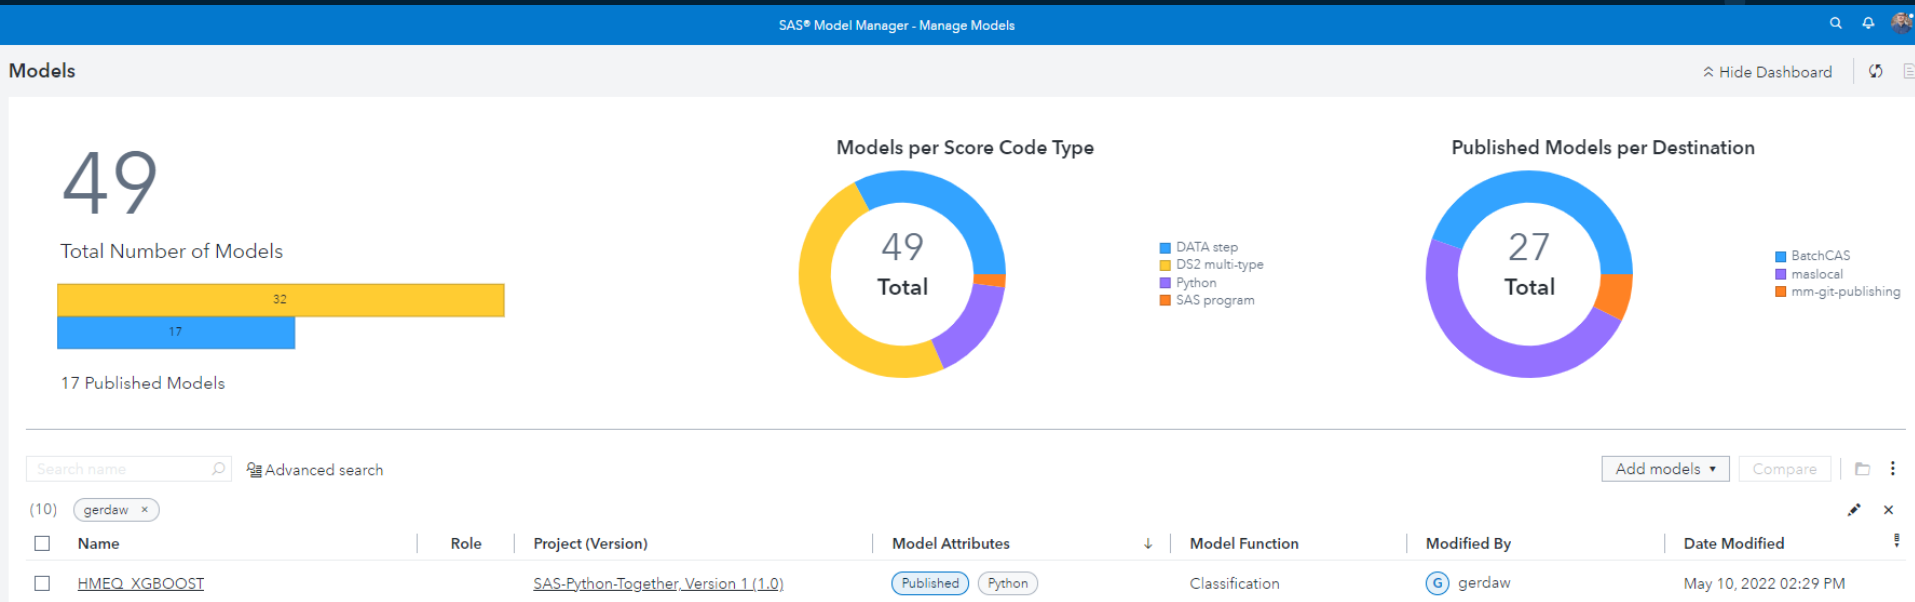 SAS® Model Manager - Manage Models
Models
Hide Dashboard
49
Total Number of Models
32
17
17 Published Models
Models per Score Code Type
49
Total
DATA step
DS2 multi-type
Python
SAS program
Published Models per Destination
27
Total
BatchCAS
maslocal
mm-git-publishing
Search name
Advanced search
Add models
Compare
(10) gerdaw ×
Name Role Project (Version) Model Attributes Model Function Modified By Date Modified
HMEQ_XGBOOST SAS-Python-Together, Version 1 (1.0) Published Python Classification G gerdaw May 10, 2022 02:29 PM